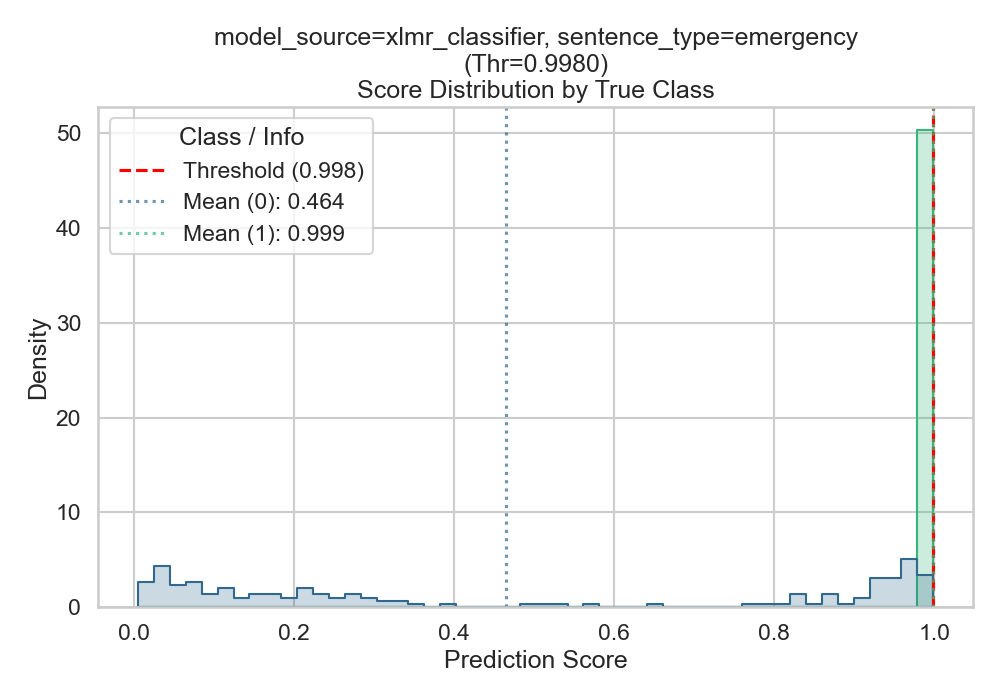 model_source=xlmr_classifier, sentence_type=emergency
(Thr=0.9980)
Score Distribution by True Class
Class / Info
Threshold (0.998)
Mean (0): 0.464
Mean (1): 0.999
Density
50
40
30
20
10
0
0.0 0.2 0.4 0.6 0.8 1.0
Prediction Score